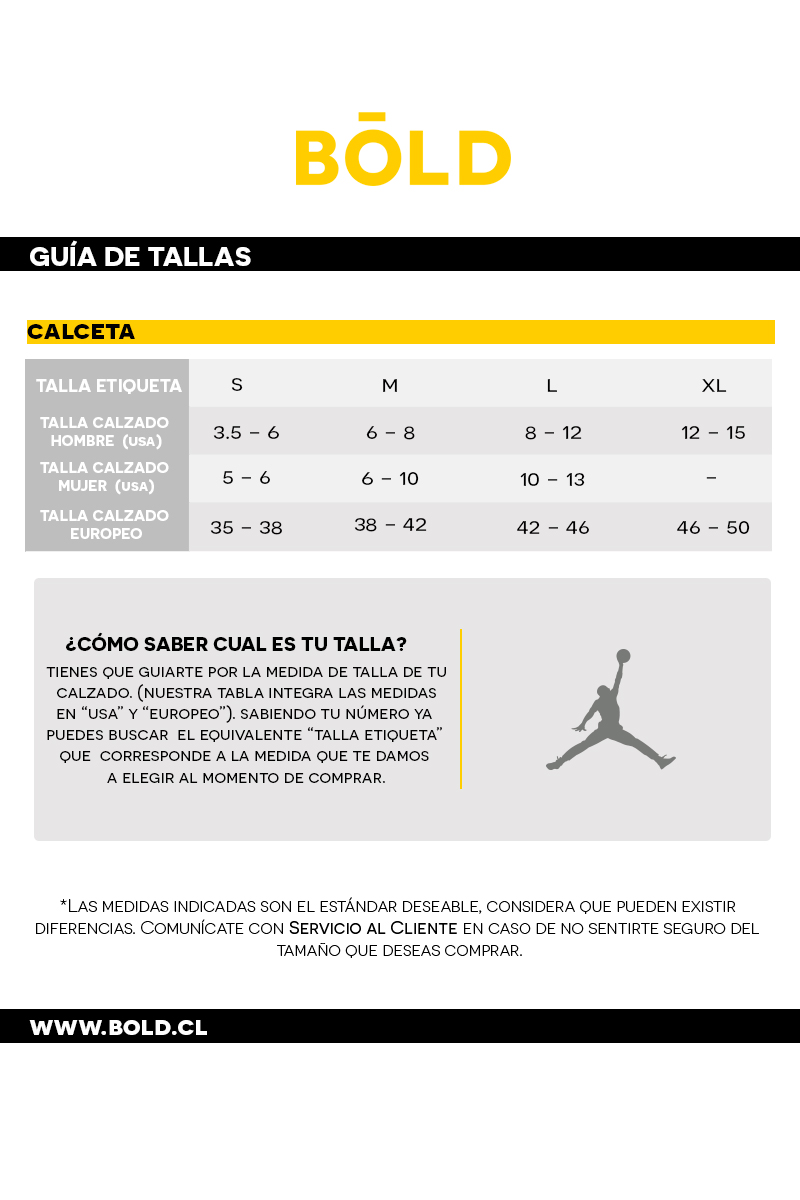 BŌLD
GUÍA DE TALLAS
CALCETA
TALLA ETIQUETA S M L XL
TALLA CALZADO
HOMBRE (USA) 3.5 – 6 6 – 8 8 – 12 12 – 15
TALLA CALZADO
MUJER (USA) 5 – 6 6 – 10 10 – 13 –
TALLA CALZADO
EUROPEO 35 – 38 38 – 42 42 – 46 46 – 50
¿CÓMO SABER CUAL ES TU TALLA?
TIENES QUE GUIARTE POR LA MEDIDA DE TALLA DE TU
CALZADO. (NUESTRA TABLA INTEGRA LAS MEDIDAS
EN “USA” Y “EUROPEO”). SABIENDO TU NÚMERO YA
PUEDES BUSCAR EL EQUIVALENTE “TALLA ETIQUETA”
QUE CORRESPONDE A LA MEDIDA QUE TE DAMOS
A ELEGIR AL MOMENTO DE COMPRAR.
*LAS MEDIDAS INDICADAS SON EL ESTÁNDAR DESEABLE, CONSIDERA QUE PUEDEN EXISTIR
DIFERENCIAS. COMUNÍCATE CON SERVICIO AL CLIENTE EN CASO DE NO SENTIRTE SEGURO DEL
TAMAÑO QUE DESEAS COMPRAR.
WWW.BOLD.CL